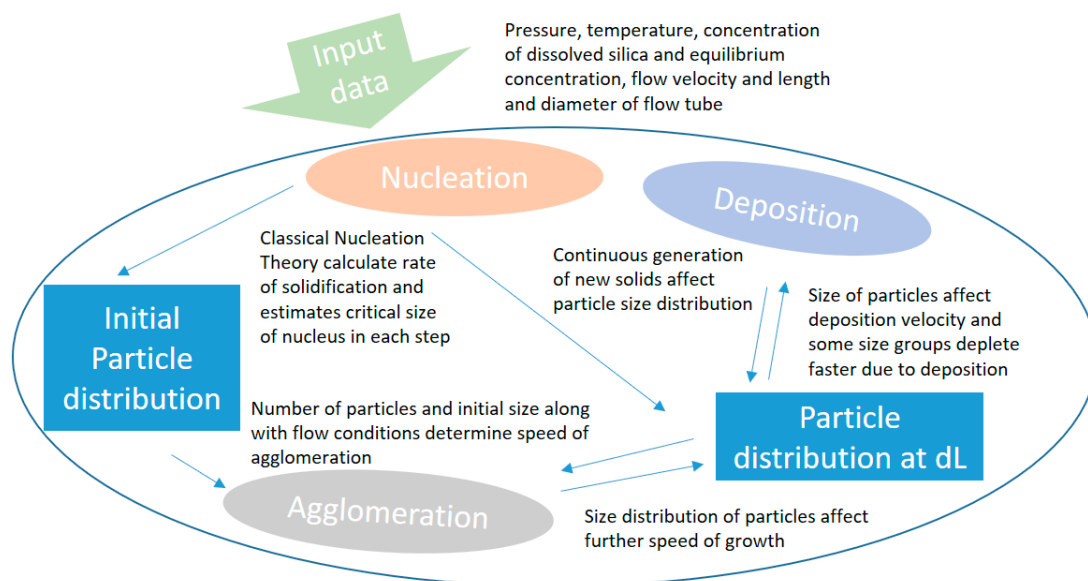 Input
data
Pressure, temperature, concentration
of dissolved silica and equilibrium
concentration, flow velocity and length
and diameter of flow tube
Nucleation
Deposition
Classical Nucleation
Theory calculate rate
of solidification and
estimates critical size
of nucleus in each step
Continuous generation
of new solids affect
particle size distribution
Size of particles affect
deposition velocity and
some size groups deplete
faster due to deposition
Initial
Particle
distribution
Number of particles and initial size along
with flow conditions determine speed of
agglomeration
Particle
distribution at dL
Agglomeration
Size distribution of particles affect
further speed of growth